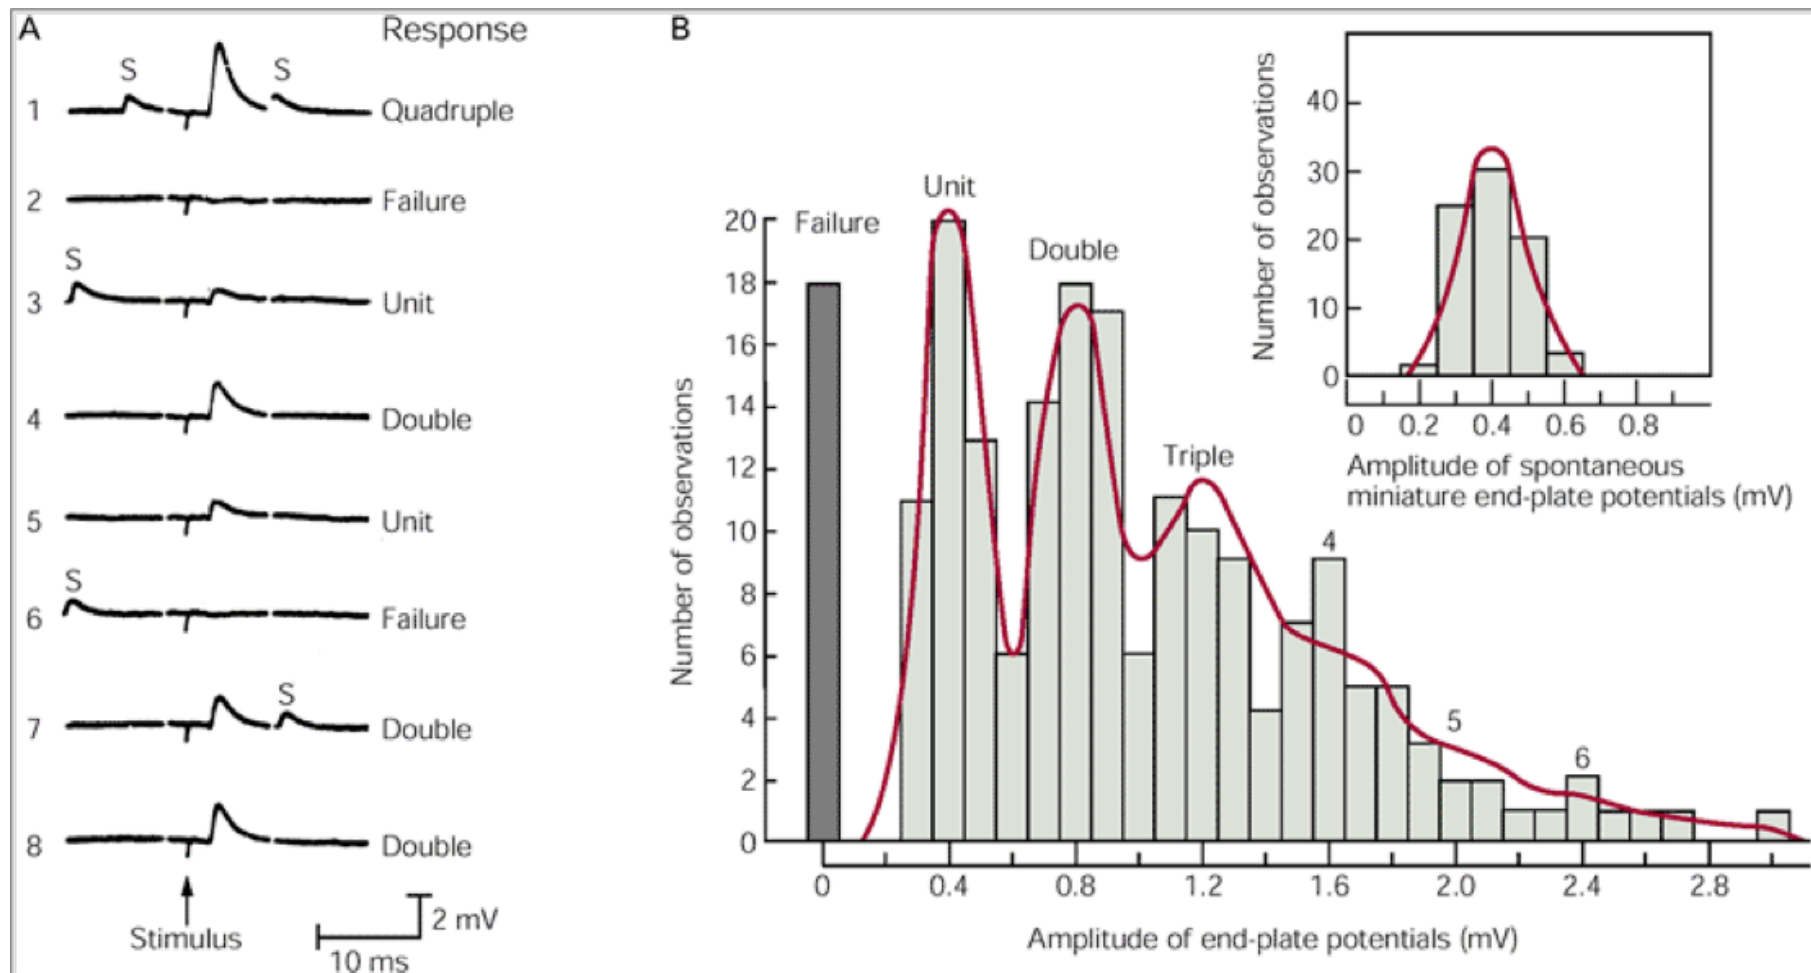 A
Response
S
S
1
Quadruple
2
Failure
S
3
Unit
4
Double
5
Unit
S
6
Failure
S
7
Double
8
Double
Stimulus
2 mV
10 ms
B
Number of observations
20
18
16
14
12
10
8
6
4
2
0
Failure
Unit
Double
Triple
4
5
6
0 0.4 0.8 1.2 1.6 2.0 2.4 2.8
Amplitude of end-plate potentials (mV)
Number of observations
40
30
20
10
0
0 0.2 0.4 0.6 0.8
Amplitude of spontaneous
miniature end-plate potentials (mV)